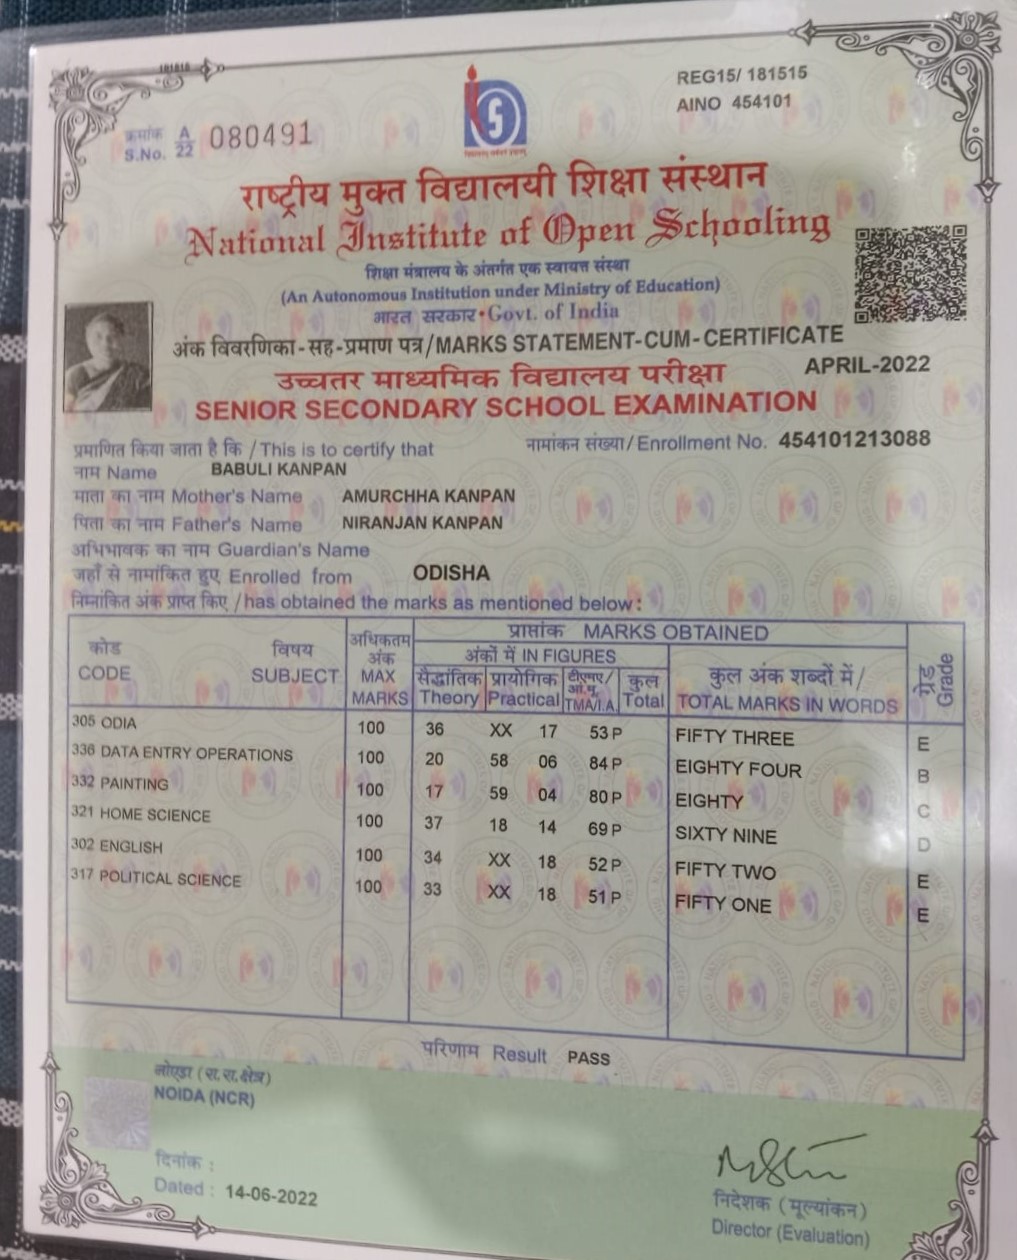 181515
REG15/ 181515
AINO 454101
क्रमांक
S.No. A/22 080491
राष्ट्रीय मुक्त विद्यालयी शिक्षा संस्थान
National Institute of Open Schooling
शिक्षा मंत्रालय के अंतर्गत एक स्वायत्त संस्था
(An Autonomous Institution under Ministry of Education)
भारत सरकार·Govt. of India
अंक विवरणिका-सह-प्रमाण पत्र/MARKS STATEMENT-CUM-CERTIFICATE
उच्चतर माध्यमिक विद्यालय परीक्षा APRIL-2022
SENIOR SECONDARY SCHOOL EXAMINATION
प्रमाणित किया जाता है कि / This is to certify that नामांकन संख्या/Enrollment No. 454101213088
नाम Name BABULI KANPAN
माता का नाम Mother's Name AMURCHHA KANPAN
पिता का नाम Father's Name NIRANJAN KANPAN
अभिभावक का नाम Guardian's Name
जहाँ से नामांकित हुए Enrolled from ODISHA
निम्नांकित अंक प्राप्त किए / has obtained the marks as mentioned below:
कोड विषय अधिकतम अंक प्राप्तांक MARKS OBTAINED ग्रेड
CODE SUBJECT MAX MARKS अंकों में IN FIGURES कुल अंक शब्दों में / Grade
सैद्धांतिक प्रायोगिक टीएमए/ कुल
Theory Practical TMA/I.A. Total TOTAL MARKS IN WORDS
305 ODIA 100 36 XX 17 53 P FIFTY THREE E
336 DATA ENTRY OPERATIONS 100 20 58 06 84 P EIGHTY FOUR B
332 PAINTING 100 17 59 04 80 P EIGHTY C
321 HOME SCIENCE 100 37 18 14 69 P SIXTY NINE D
302 ENGLISH 100 34 XX 18 52 P FIFTY TWO E
317 POLITICAL SCIENCE 100 33 XX 18 51 P FIFTY ONE E
परिणाम Result PASS
नोएडा (रा.रा.क्षेत्र)
NOIDA (NCR)
दिनांक :
Dated : 14-06-2022
निदेशक (मूल्यांकन)
Director (Evaluation)